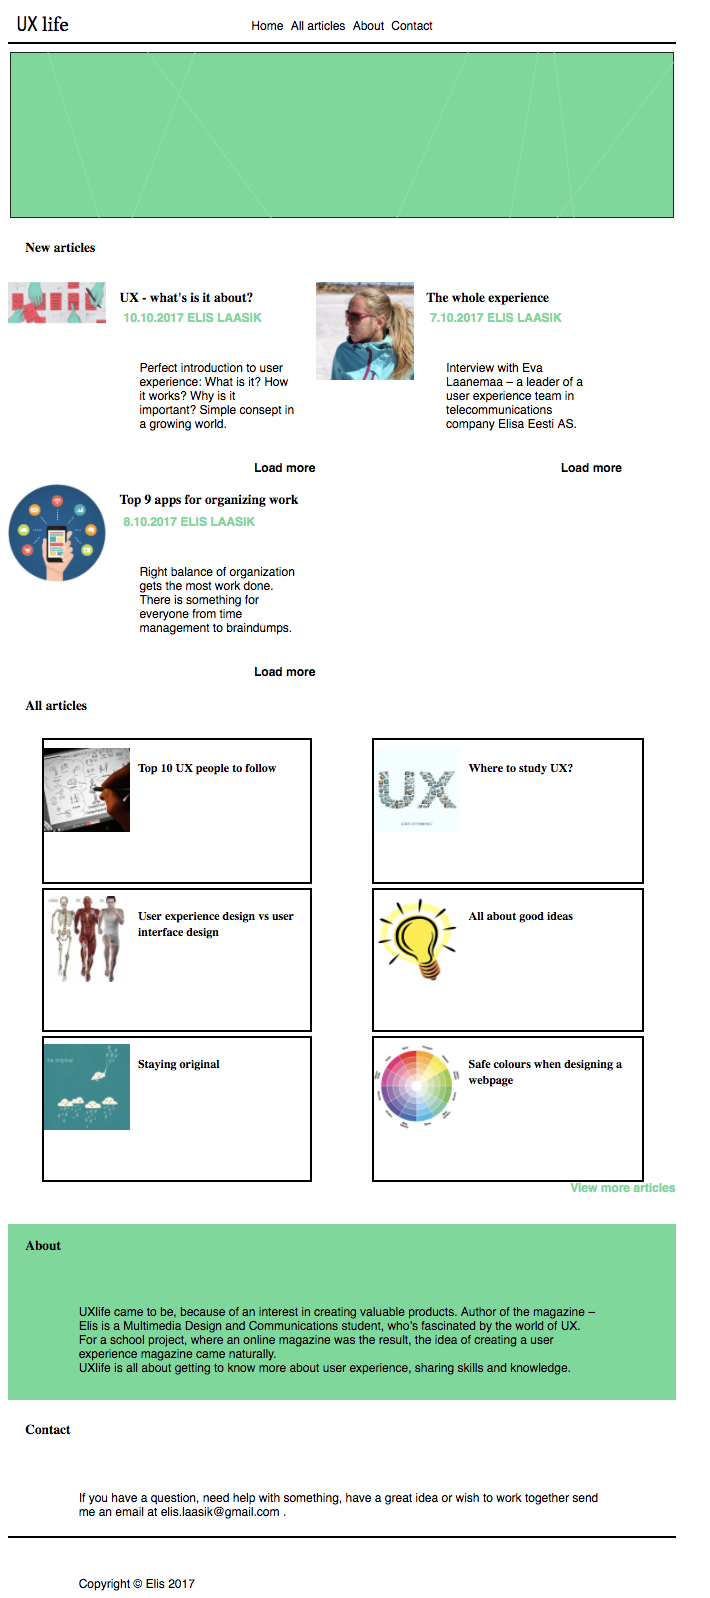 UX life
Home All articles About Contact
New articles
UX - what's is it about?
10.10.2017 ELIS LAASIK
Perfect introduction to user
experience: What is it? How
it works? Why is it
important? Simple consept in
a growing world.
Load more
The whole experience
7.10.2017 ELIS LAASIK
Interview with Eva
Laanemaa – a leader of a
user experience team in
telecommunications
company Elisa Eesti AS.
Load more
Top 9 apps for organizing work
8.10.2017 ELIS LAASIK
Right balance of organization
gets the most work done.
There is something for
everyone from time
management to braindumps.
Load more
All articles
Top 10 UX people to follow
UX
Where to study UX?
User experience design vs user
interface design
All about good ideas
be original
Staying original
Safe colours when designing a
webpage
View more articles
About
UXlife came to be, because of an interest in creating valuable products. Author of the magazine –
Elis is a Multimedia Design and Communications student, who's fascinated by the world of UX.
For a school project, where an online magazine was the result, the idea of creating a user
experience magazine came naturally.
UXlife is all about getting to know more about user experience, sharing skills and knowledge.
Contact
If you have a question, need help with something, have a great idea or wish to work together send
me an email at elis.laasik@gmail.com .
Copyright © Elis 2017